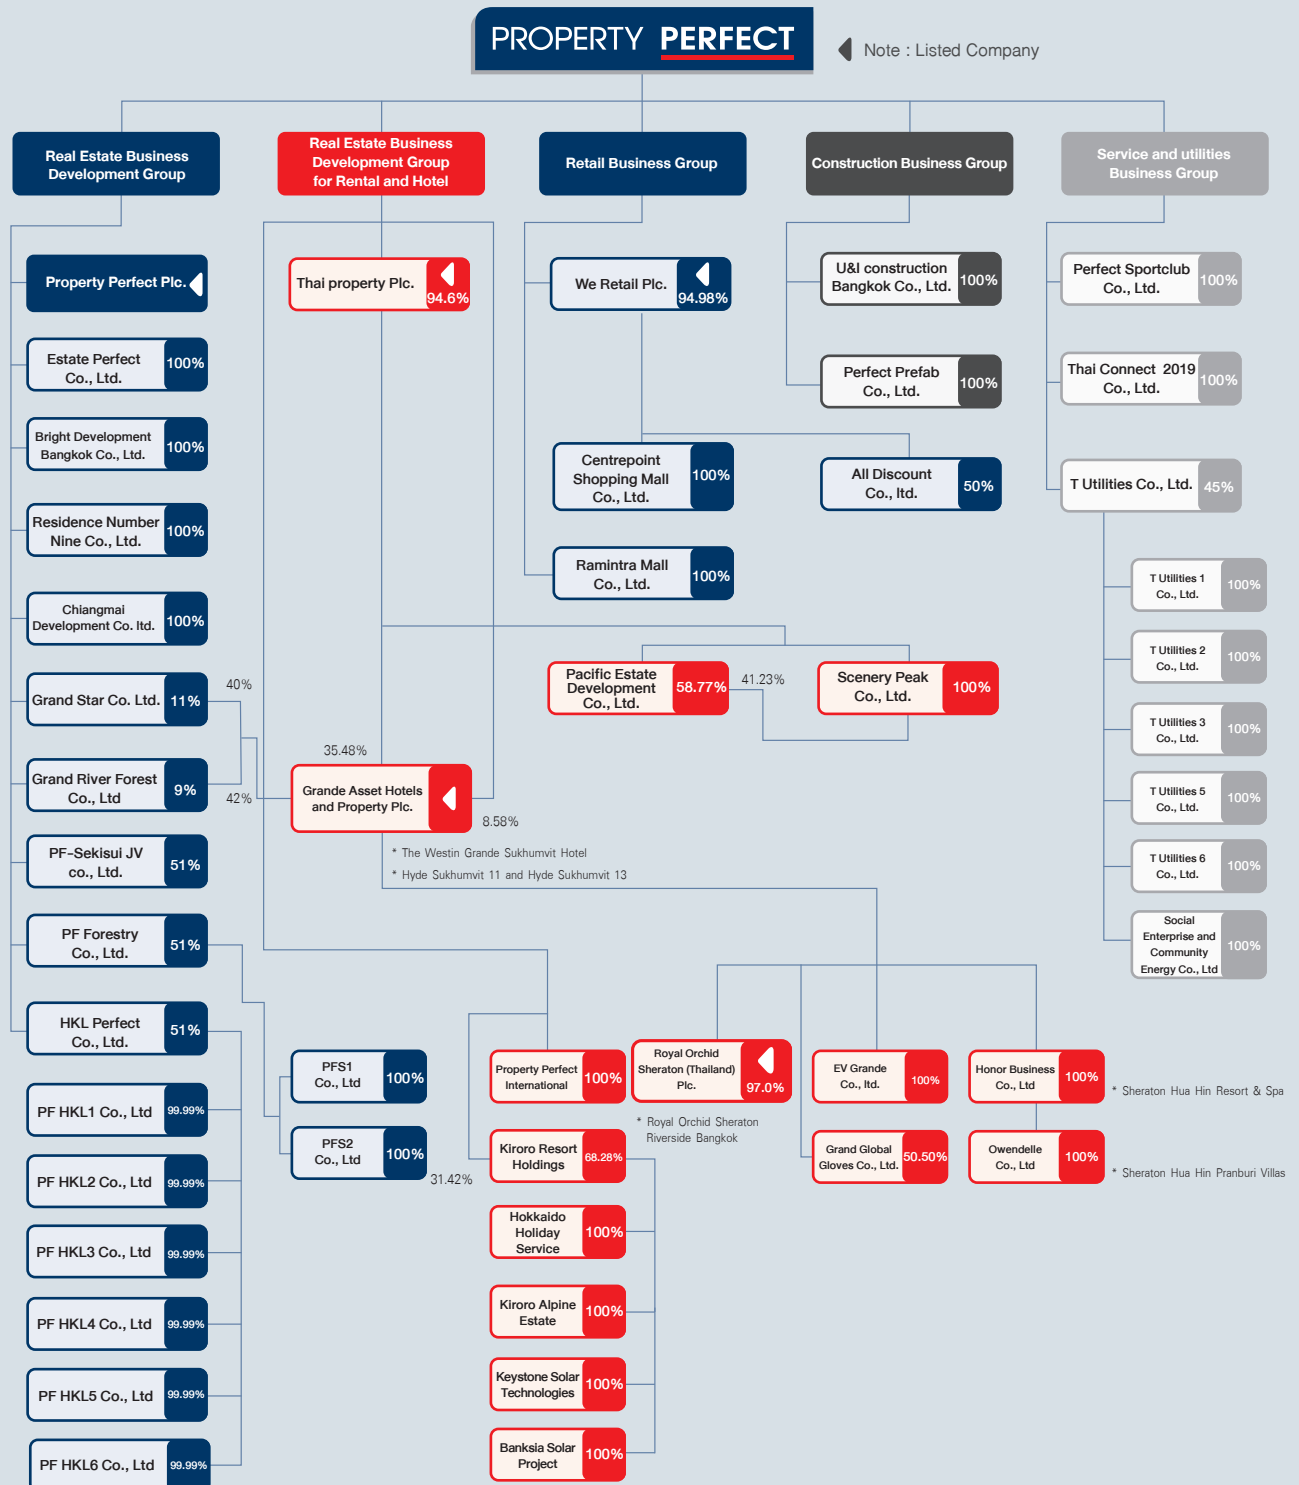 PROPERTY PERFECT
Note : Listed Company
Real Estate Business
Development Group
Real Estate Business
Development Group
for Rental and Hotel
Retail Business Group
Construction Business Group
Service and utilities
Business Group
Property Perfect Plc.
Estate Perfect
Co., Ltd.
100%
Bright Development
Bangkok Co., Ltd.
100%
Residence Number
Nine Co., Ltd.
100%
Chiangmai
Development Co. ltd.
100%
Grand Star Co. Ltd.
11%
40%
Grand River Forest
Co., Ltd
9%
42%
PF-Sekisui JV
co., Ltd.
51%
PF Forestry
Co., Ltd.
51%
HKL Perfect
Co., Ltd.
51%
PF HKL1 Co., Ltd
99.99%
PF HKL2 Co., Ltd
99.99%
PF HKL3 Co., Ltd
99.99%
PF HKL4 Co., Ltd
99.99%
PF HKL5 Co., Ltd
99.99%
PF HKL6 Co., Ltd
99.99%
PFS1
Co., Ltd
100%
PFS2
Co., Ltd
100%
Thai property Plc.
94.6%
35.48%
Grande Asset Hotels
and Property Plc.
8.58%
* The Westin Grande Sukhumvit Hotel
* Hyde Sukhumvit 11 and Hyde Sukhumvit 13
Pacific Estate
Development
Co., Ltd.
58.77%
41.23%
Scenery Peak
Co., Ltd.
100%
Property Perfect
International
100%
31.42%
Kiroro Resort
Holdings
68.28%
Hokkaido
Holiday
Service
100%
Kiroro Alpine
Estate
100%
Keystone Solar
Technologies
100%
Banksia Solar
Project
100%
Royal Orchid
Sheraton (Thailand)
Plc.
97.0%
* Royal Orchid Sheraton
Riverside Bangkok
EV Grande
Co., ltd.
100%
Grand Global
Gloves Co., Ltd.
50.50%
Honor Business
Co., Ltd
100%
* Sheraton Hua Hin Resort & Spa
Owendelle
Co., Ltd
100%
* Sheraton Hua Hin Pranburi Villas
We Retail Plc.
94.98%
Centrepoint
Shopping Mall
Co., Ltd.
100%
All Discount
Co., ltd.
50%
Ramintra Mall
Co., Ltd.
100%
U&I construction
Bangkok Co., Ltd.
100%
Perfect Prefab
Co., Ltd.
100%
Perfect Sportclub
Co., Ltd.
100%
Thai Connect 2019
Co., Ltd.
100%
T Utilities Co., Ltd.
45%
T Utilities 1
Co., Ltd.
100%
T Utilities 2
Co., Ltd.
100%
T Utilities 3
Co., Ltd.
100%
T Utilities 5
Co., Ltd.
100%
T Utilities 6
Co., Ltd.
100%
Social
Enterprise and
Community
Energy Co., Ltd
100%